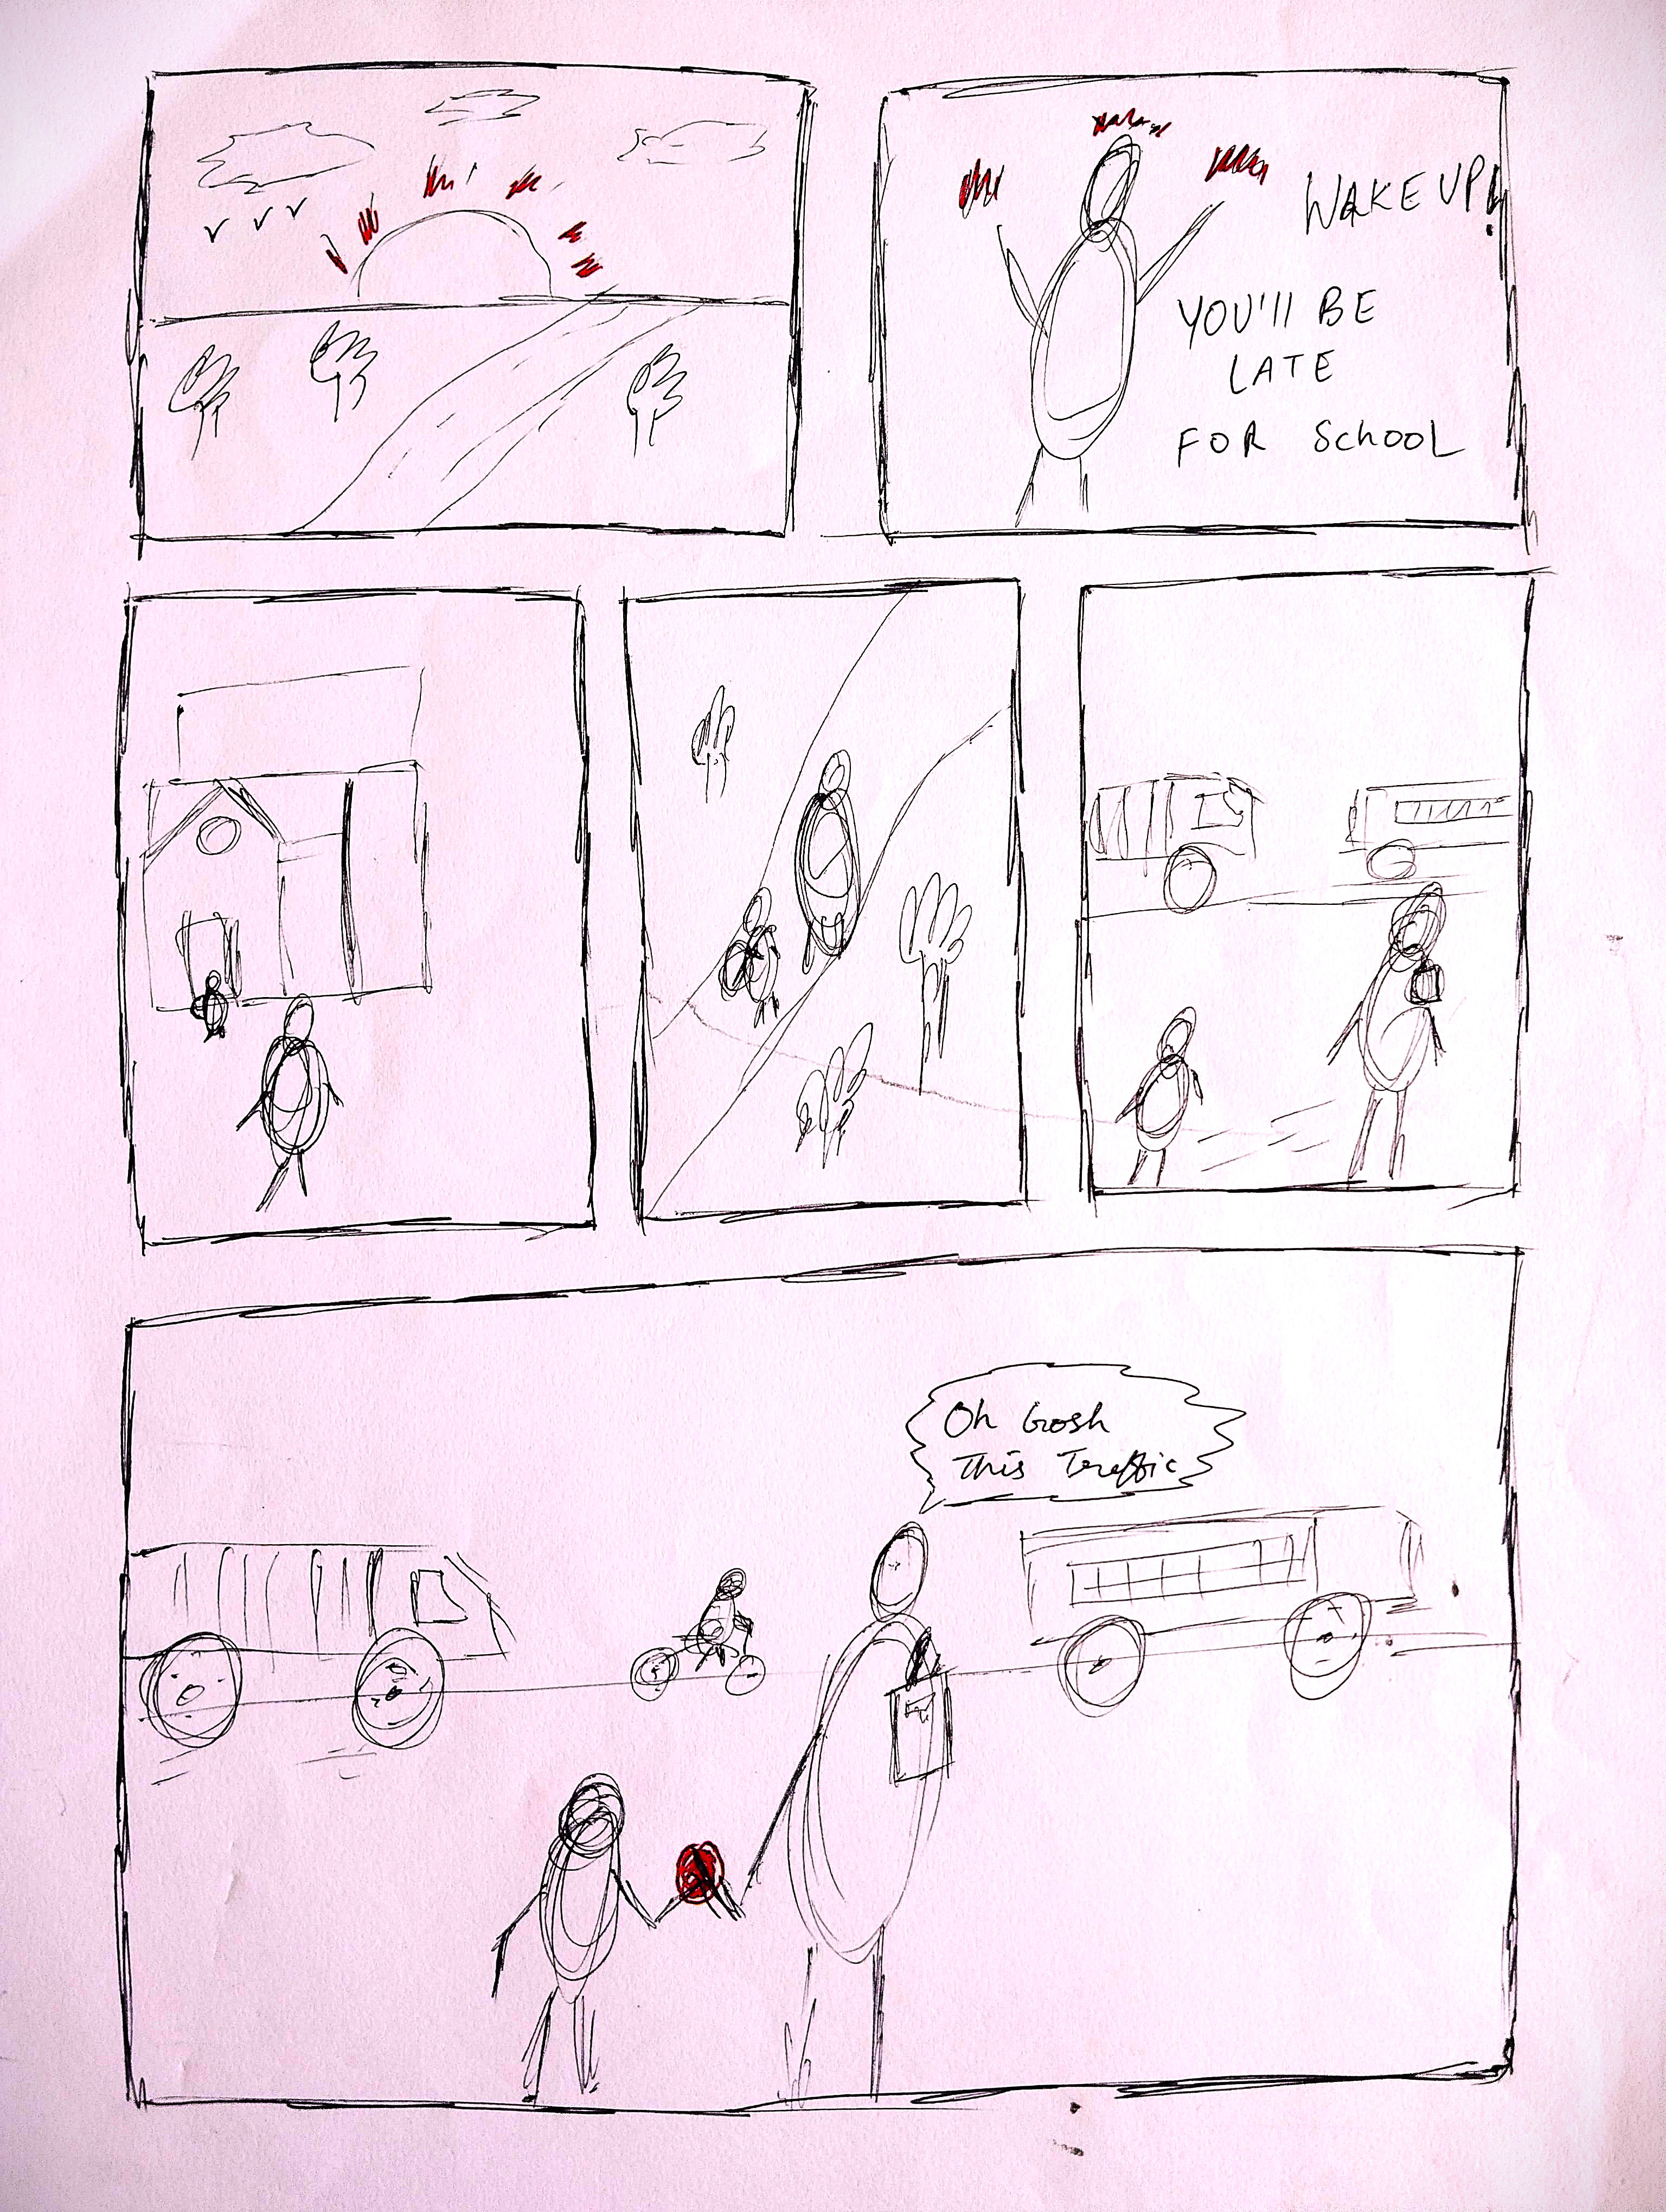 WAKE UP!
YOU'll BE
LATE
FOR SchOOL
Oh Gosh
This Traffic